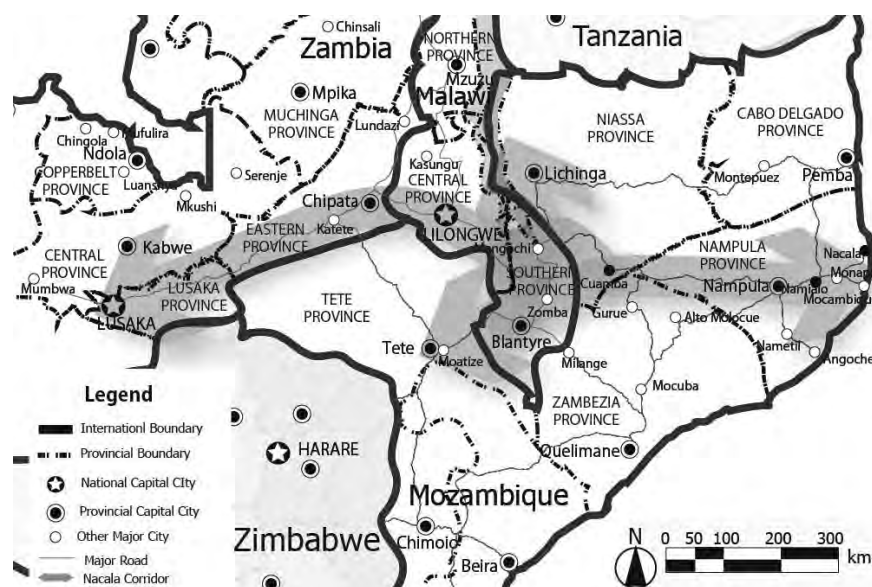 Chinsali
Zambia
Tanzania
NORTHERN
PROVINCE
Mzuzu
Malawi
Mpika
MUCHINGA
PROVINCE
Lundazi
NIASSA
PROVINCE
CABO DELGADO
PROVINCE
Chingola
Mufulira
Ndola
COPPERBELT
PROVINCE
Luanshya
Serenje
Mkushi
Kasungu
CENTRAL
PROVINCE
Lichinga
Montopuez
Pemba
Chipata
LILONGWE
Katete
EASTERN
PROVINCE
Kabwe
CENTRAL
PROVINCE
Mumbwa
LUSAKA
LUSAKA
PROVINCE
Mangochi
SOUTHERN
PROVINCE
Cuamba
NAMPULA
PROVINCE
Nacala
Monapo
Nampula
Namialo
Mocambique
TETE
PROVINCE
Zomba
Gurue
Alto Molocue
Blantyre
Tete
Moatize
Milange
Nametil
Angoche
Mocuba
ZAMBEZIA
PROVINCE
Quelimane
HARARE
Mozambique
Zimbabwe
Chimoio
Beira
Legend
Internationl Boundary
Provincial Boundary
National Capital CIty
Provincial Capital City
Other Major City
Major Road
Nacala Corridor
N
0 50 100 200 300
km